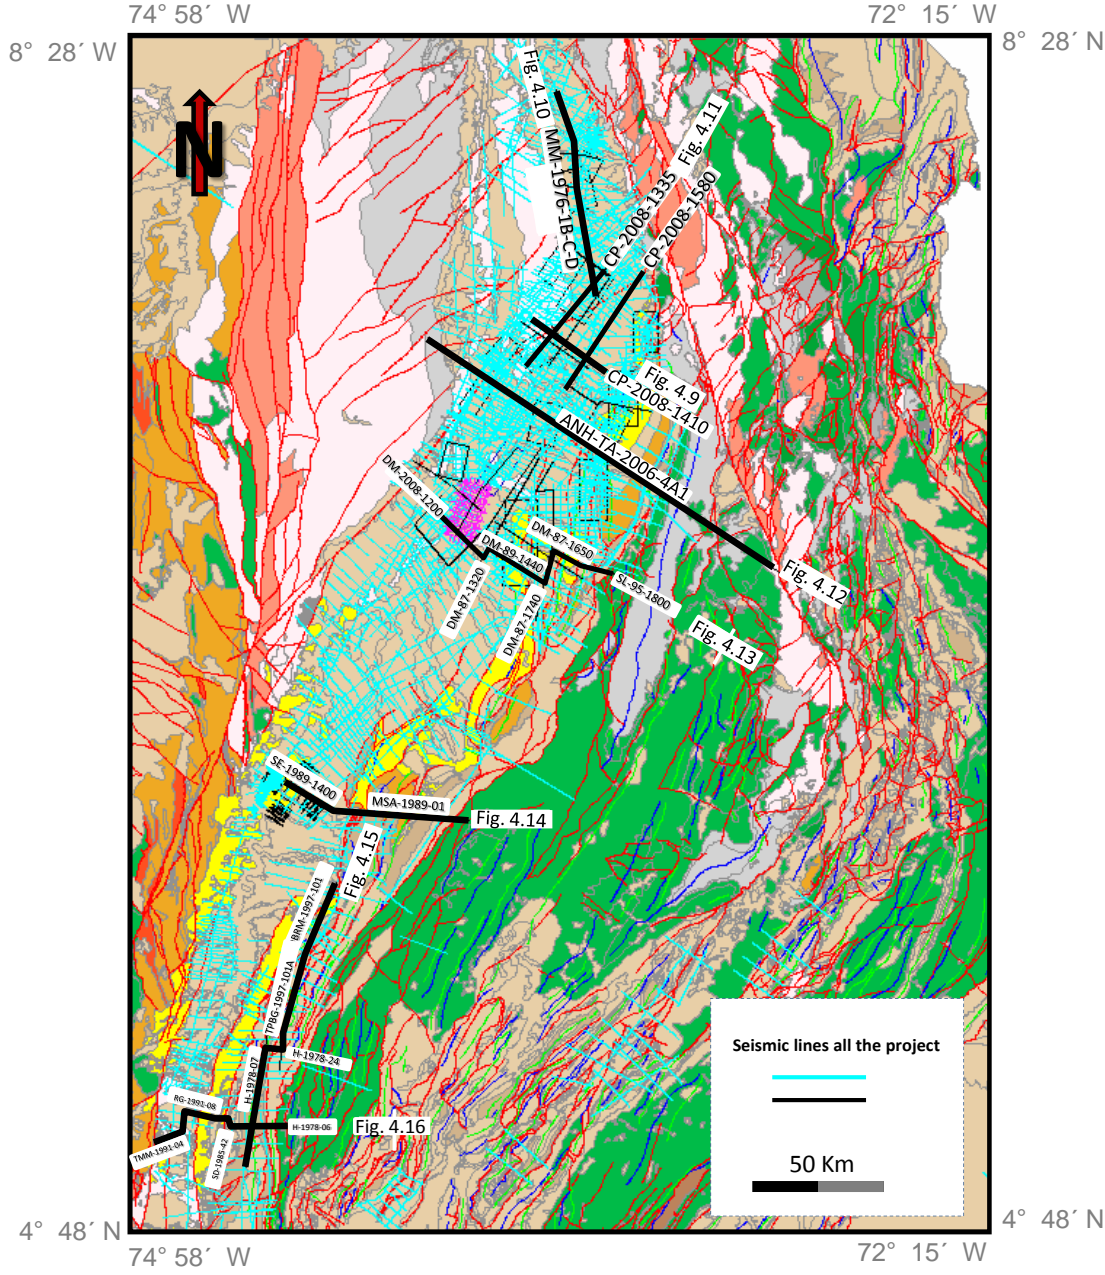 74° 58´ W
72° 15´ W
8° 28´ W
8° 28´ N
N
Fig. 4.10
MM-1976-1B-C-D
Fig. 4.11
CP-2008-1335
CP-2008-1580
Fig. 4.9
CP-2008-1410
ANH-TA-2006-4A1
Fig. 4.12
DM-2008-1200
DM-87-1320
DM-89-1440
DM-87-1740
DM-87-1650
SL-95-1800
Fig. 4.13
SE-1989-1400
MSA-1989-01
Fig. 4.14
Fig. 4.15
BRM-1997-101
TPBG-1997-101A
H-1978-24
H-1978-07
RG-1991-08
H-1978-06
Fig. 4.16
TMM-1991-04
SD-1985-42
Seismic lines all the project
50 Km
4° 48´ N
4° 48´ N
74° 58´ W
72° 15´ W